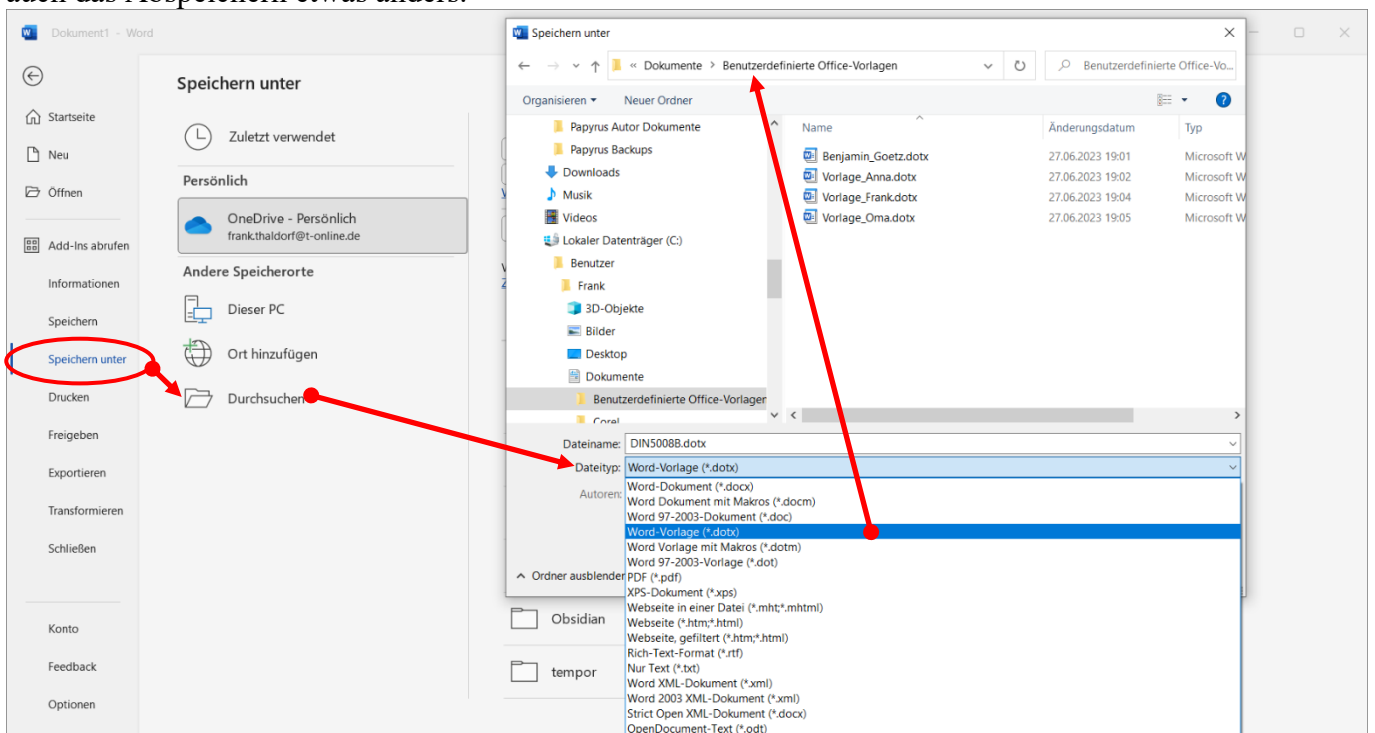 auch das Abspeichern etwas anders.
Dokument1 - Word
Speichern unter
Startseite
Neu
Öffnen
Add-Ins abrufen
Informationen
Speichern
Speichern unter
Drucken
Freigeben
Exportieren
Transformieren
Schließen
Konto
Feedback
Optionen
Zuletzt verwendet
Persönlich
OneDrive - Persönlich
frank.thaldorf@t-online.de
Andere Speicherorte
Dieser PC
Ort hinzufügen
Durchsuchen
Obsidian
tempor
Speichern unter
« Dokumente > Benutzerdefinierte Office-Vorlagen
Benutzerdefinierte Office-Vo...
Organisieren Neuer Ordner
Papyrus Autor Dokumente
Papyrus Backups
Downloads
Musik
Videos
Lokaler Datenträger (C:)
Benutzer
Frank
3D-Objekte
Bilder
Desktop
Dokumente
Benutzerdefinierte Office-Vorlagen
Corel
Name Änderungsdatum Typ
Benjamin_Goetz.dotx 27.06.2023 19:01 Microsoft W
Vorlage_Anna.dotx 27.06.2023 19:02 Microsoft W
Vorlage_Frank.dotx 27.06.2023 19:04 Microsoft W
Vorlage_Oma.dotx 27.06.2023 19:05 Microsoft W
Dateiname: DIN5008B.dotx
Dateityp: Word-Vorlage (*.dotx)
Autoren:
Word-Dokument (*.docx)
Word Dokument mit Makros (*.docm)
Word 97-2003-Dokument (*.doc)
Word-Vorlage (*.dotx)
Word Vorlage mit Makros (*.dotm)
Word 97-2003-Vorlage (*.dot)
PDF (*.pdf)
XPS-Dokument (*.xps)
Webseite in einer Datei (*.mht;*.mhtml)
Webseite (*.htm;*.html)
Webseite, gefiltert (*.htm;*.html)
Rich-Text-Format (*.rtf)
Nur Text (*.txt)
Word XML-Dokument (*.xml)
Word 2003 XML-Dokument (*.xml)
Strict Open XML-Dokument (*.docx)
OpenDocument-Text (*.odt)
Ordner ausblenden